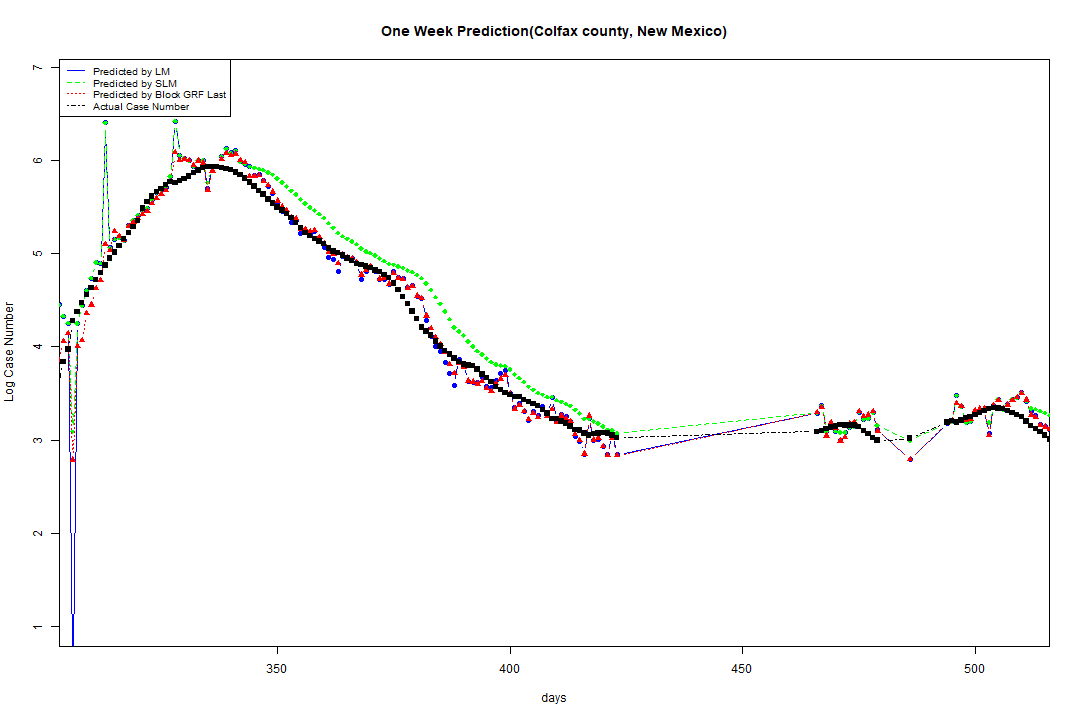 One Week Prediction(Colfax county, New Mexico)
Predicted by LM
Predicted by SLM
Predicted by Block GRF Last
Actual Case Number
Log Case Number
7
6
5
4
3
2
1
350 400 450 500
days